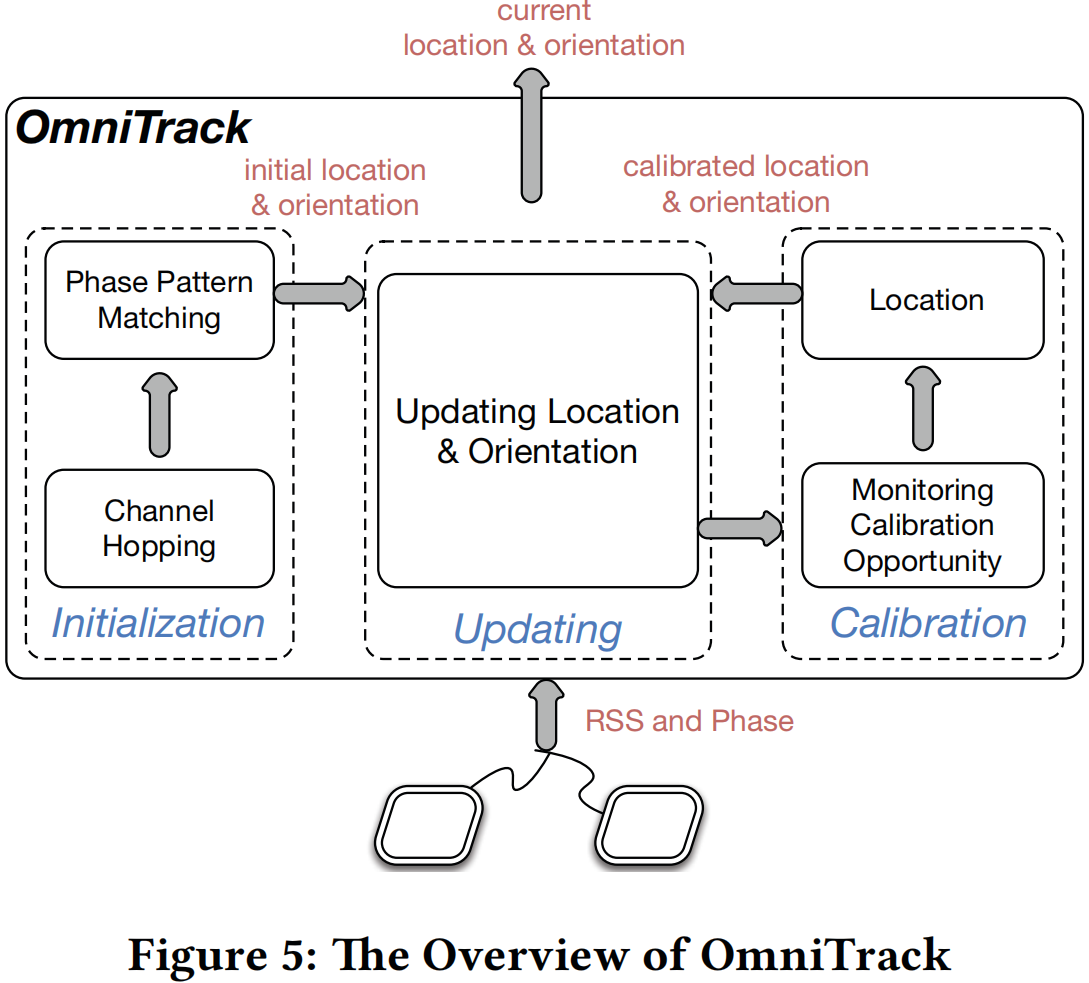 current
location & orientation
OmniTrack
initial location
& orientation
calibrated location
& orientation
Phase Pattern
Matching
Channel
Hopping
Initialization
Updating Location
& Orientation
Updating
Location
Monitoring
Calibration
Opportunity
Calibration
RSS and Phase
Figure 5: The Overview of OmniTrack